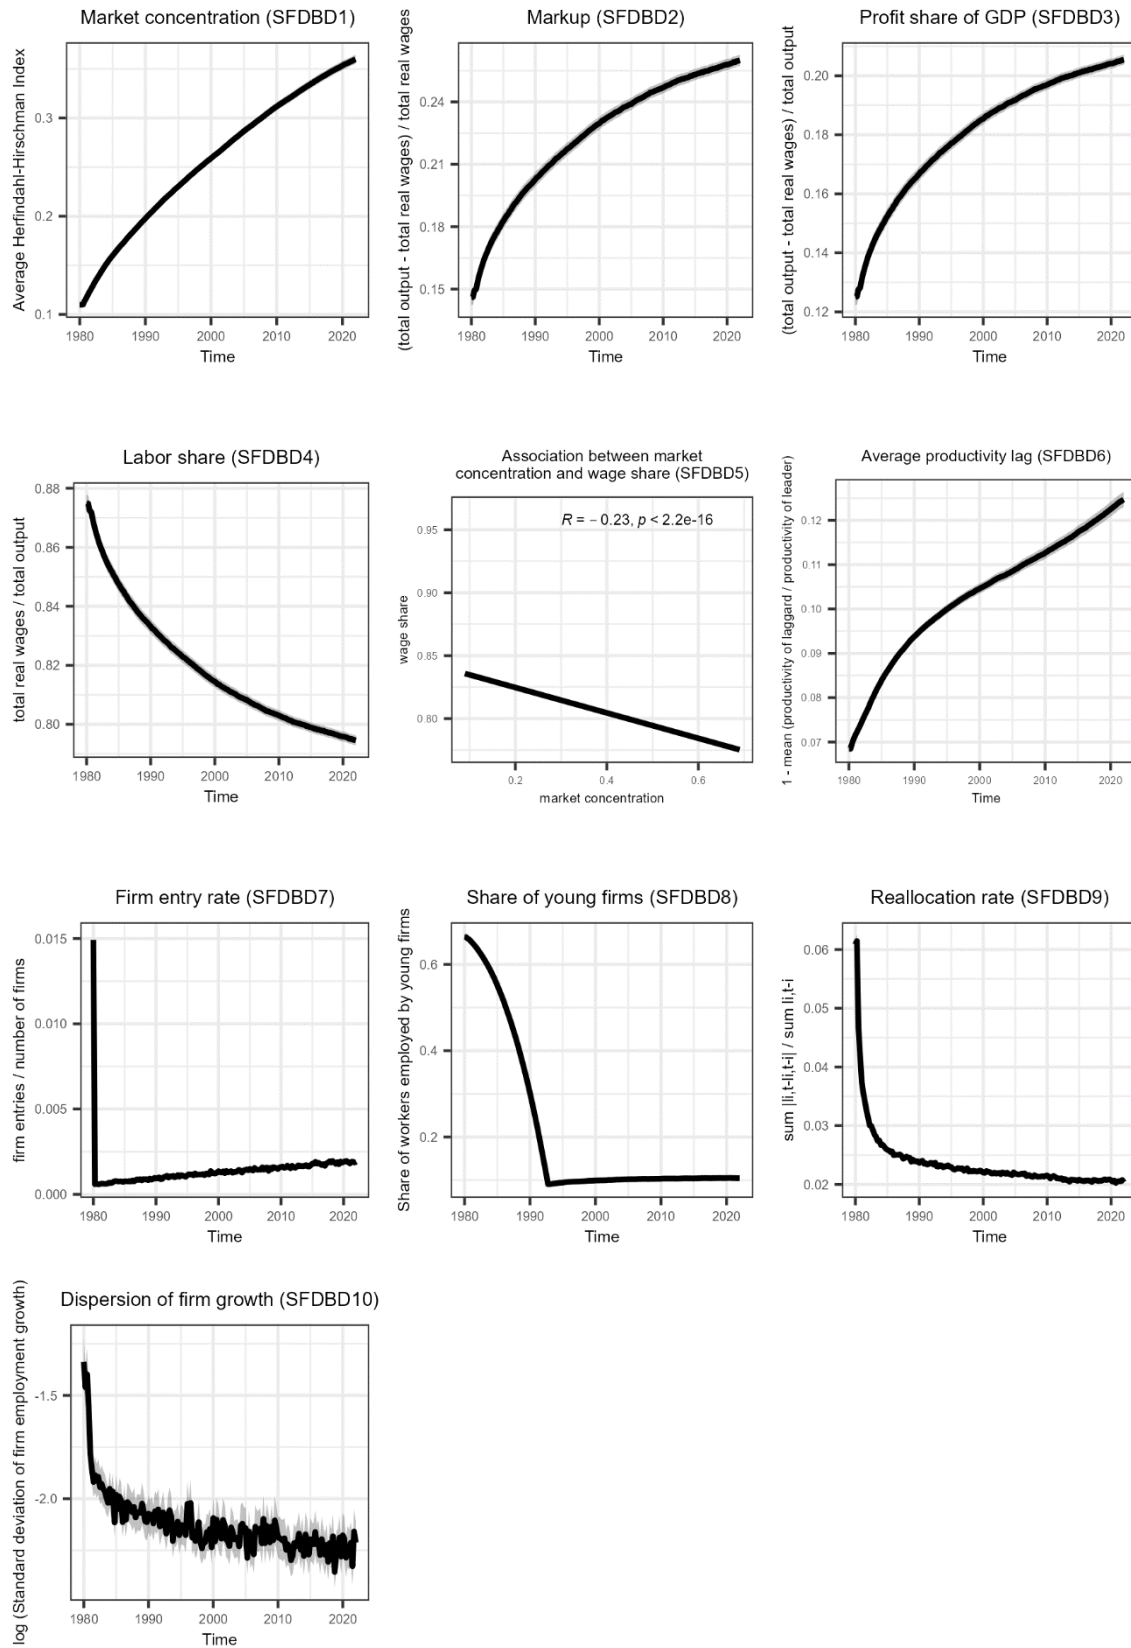 Market concentration (SFDBD1)
Average Herfindahl-Hirschman Index
0.3
0.2
0.1
1980 1990 2000 2010 2020
Time
Markup (SFDBD2)
(total output - total real wages) / total real wages
0.24
0.21
0.18
0.15
1980 1990 2000 2010 2020
Time
Profit share of GDP (SFDBD3)
(total output - total real wages) / total output
0.20
0.18
0.16
0.14
0.12
1980 1990 2000 2010 2020
Time
Labor share (SFDBD4)
total real wages / total output
0.88
0.86
0.84
0.82
0.80
1980 1990 2000 2010 2020
Time
Association between market
concentration and wage share (SFDBD5)
wage share
R = − 0.23, p < 2.2e-16
0.95
0.90
0.85
0.80
0.2 0.4 0.6
market concentration
Average productivity lag (SFDBD6)
1 - mean (productivity of laggard / productivity of leader)
0.12
0.11
0.10
0.09
0.08
0.07
1980 1990 2000 2010 2020
Time
Firm entry rate (SFDBD7)
firm entries / number of firms
0.015
0.010
0.005
0.000
1980 1990 2000 2010 2020
Time
Share of young firms (SFDBD8)
Share of workers employed by young firms
0.6
0.4
0.2
1980 1990 2000 2010 2020
Time
Reallocation rate (SFDBD9)
sum |li,t-li,t-i| / sum li,t-i
0.06
0.05
0.04
0.03
0.02
1980 1990 2000 2010 2020
Time
Dispersion of firm growth (SFDBD10)
log (Standard deviation of firm employment growth)
-1.5
-2.0
1980 1990 2000 2010 2020
Time